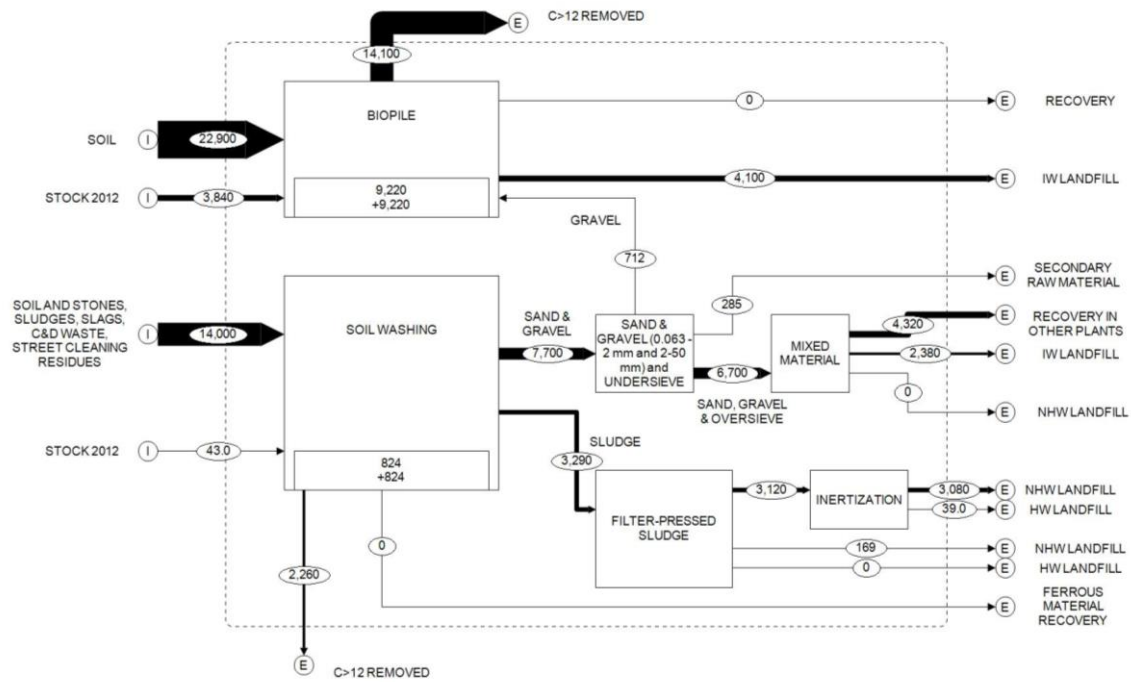 C>12 REMOVED
E
14,100
BIOPILE
0
E
RECOVERY
SOIL
I
22,900
4,100
E
IW LANDFILL
STOCK 2012
I
3,840
9,220
+9,220
GRAVEL
712
SECONDARY
RAW MATERIAL
E
285
SOIL AND STONES,
SLUDGES, SLAGS,
C&D WASTE,
STREET CLEANING
RESIDUES
I
14,000
SOIL WASHING
SAND &
GRAVEL
7,700
SAND &
GRAVEL (0.063 -
2 mm and 2-50
mm) and
UNDERSIEVE
6,700
SAND, GRAVEL
& OVERSIEVE
MIXED
MATERIAL
4,320
E
RECOVERY IN
OTHER PLANTS
2,380
E
IW LANDFILL
0
E
NHW LANDFILL
STOCK 2012
I
43.0
824
+824
SLUDGE
3,290
FILTER-PRESSED
SLUDGE
3,120
INERTIZATION
3,080
E
NHW LANDFILL
39.0
E
HW LANDFILL
169
E
NHW LANDFILL
0
E
HW LANDFILL
0
E
FERROUS
MATERIAL
RECOVERY
2,260
E
C>12 REMOVED